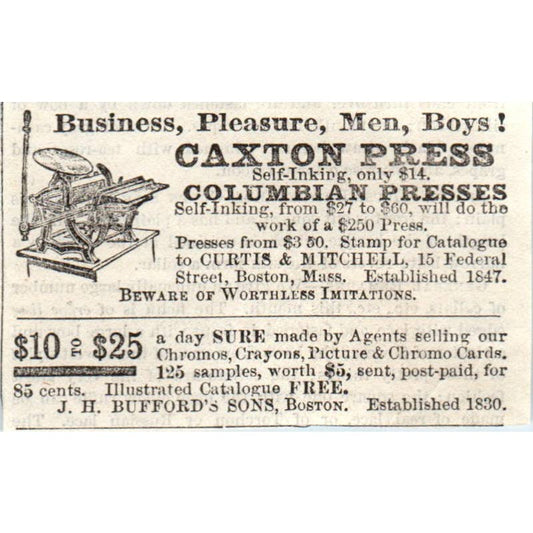 Business, Pleasure, Men, Boys!
CAXTON PRESS
Self-Inking, only $14.
COLUMBIAN PRESSES
Self-Inking, from $27 to $60, will do the
work of a $250 Press.
Presses from $3 50. Stamp for Catalogue
to CURTIS & MITCHELL, 15 Federal
Street, Boston, Mass. Established 1847.
BEWARE OF WORTHLESS IMITATIONS.
$10 TO $25 a day SURE made by Agents selling our
Chromos, Crayons, Picture & Chromo Cards.
125 samples, worth $5, sent, post-paid, for
85 cents. Illustrated Catalogue FREE.
J. H. BUFFORD'S SONS, BOSTON. Established 1830.